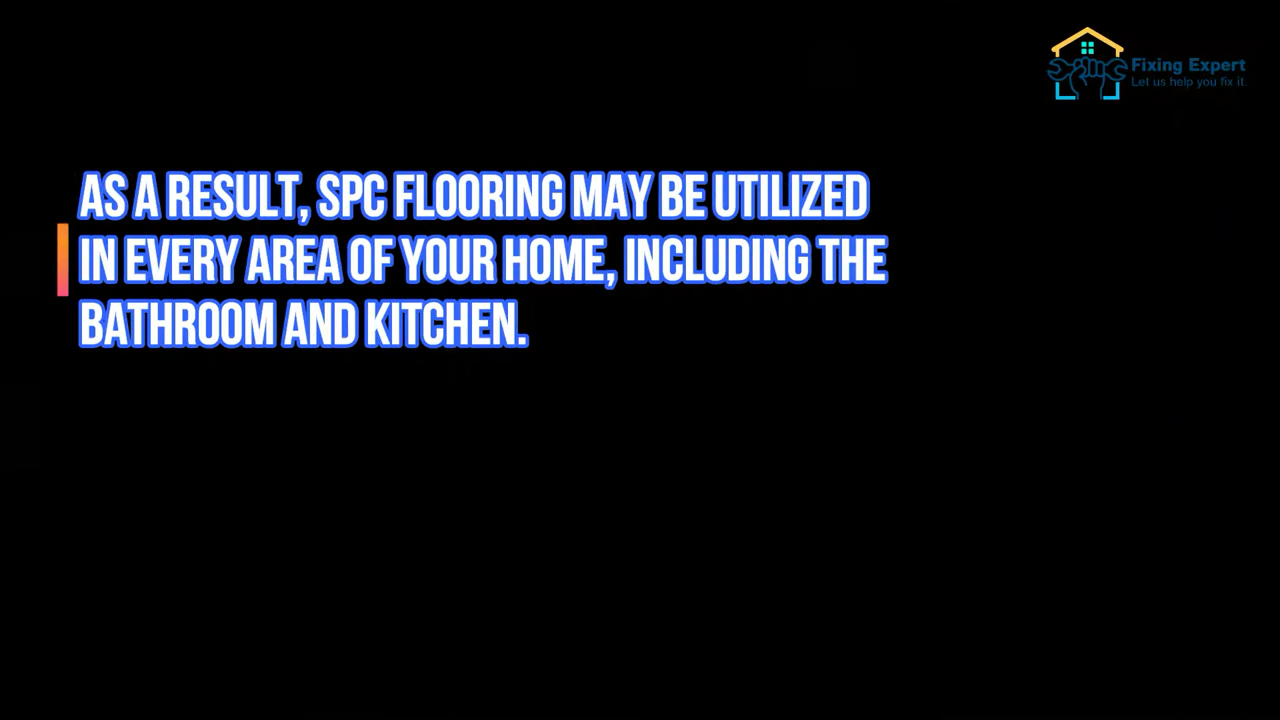 Fixing Expert
Let us help you fix it.
AS A RESULT, SPC FLOORING MAY BE UTILIZED
IN EVERY AREA OF YOUR HOME, INCLUDING THE
BATHROOM AND KITCHEN.